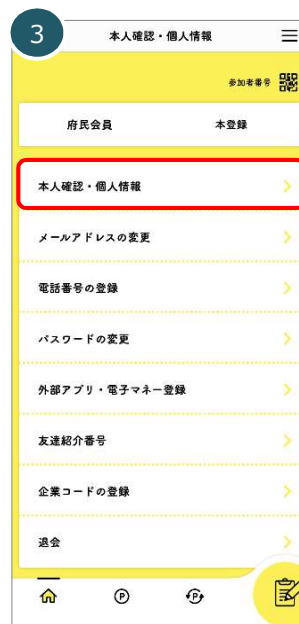 3
本人確認・個人情報
参加者番号
府民会員 本登録
本人確認・個人情報
メールアドレスの変更
電話番号の登録
パスワードの変更
外部アプリ・電子マネー登録
友達紹介番号
企業コードの登録
退会
P P